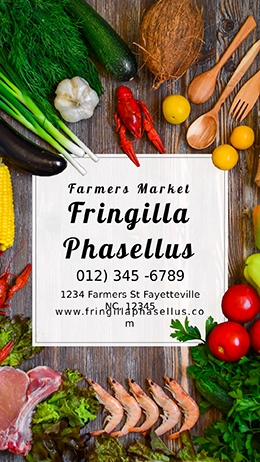 Farmers Market
Fringilla
Phasellus
012) 345 -6789
1234 Farmers St Fayetteville
NC, 12345
www.fringillaphasellus.co
m